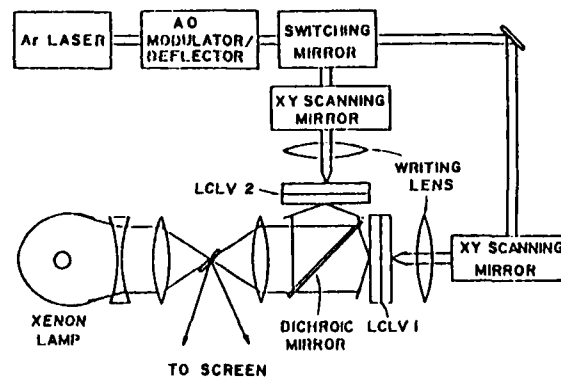 Ar LASER
AO
MODULATOR/
DEFLECTOR
SWITCHING
MIRROR
XY SCANNING
MIRROR
WRITING
LENS
LCLV 2
XY SCANNING
MIRROR
XENON
LAMP
DICHROIC
MIRROR
LCLV 1
TO SCREEN